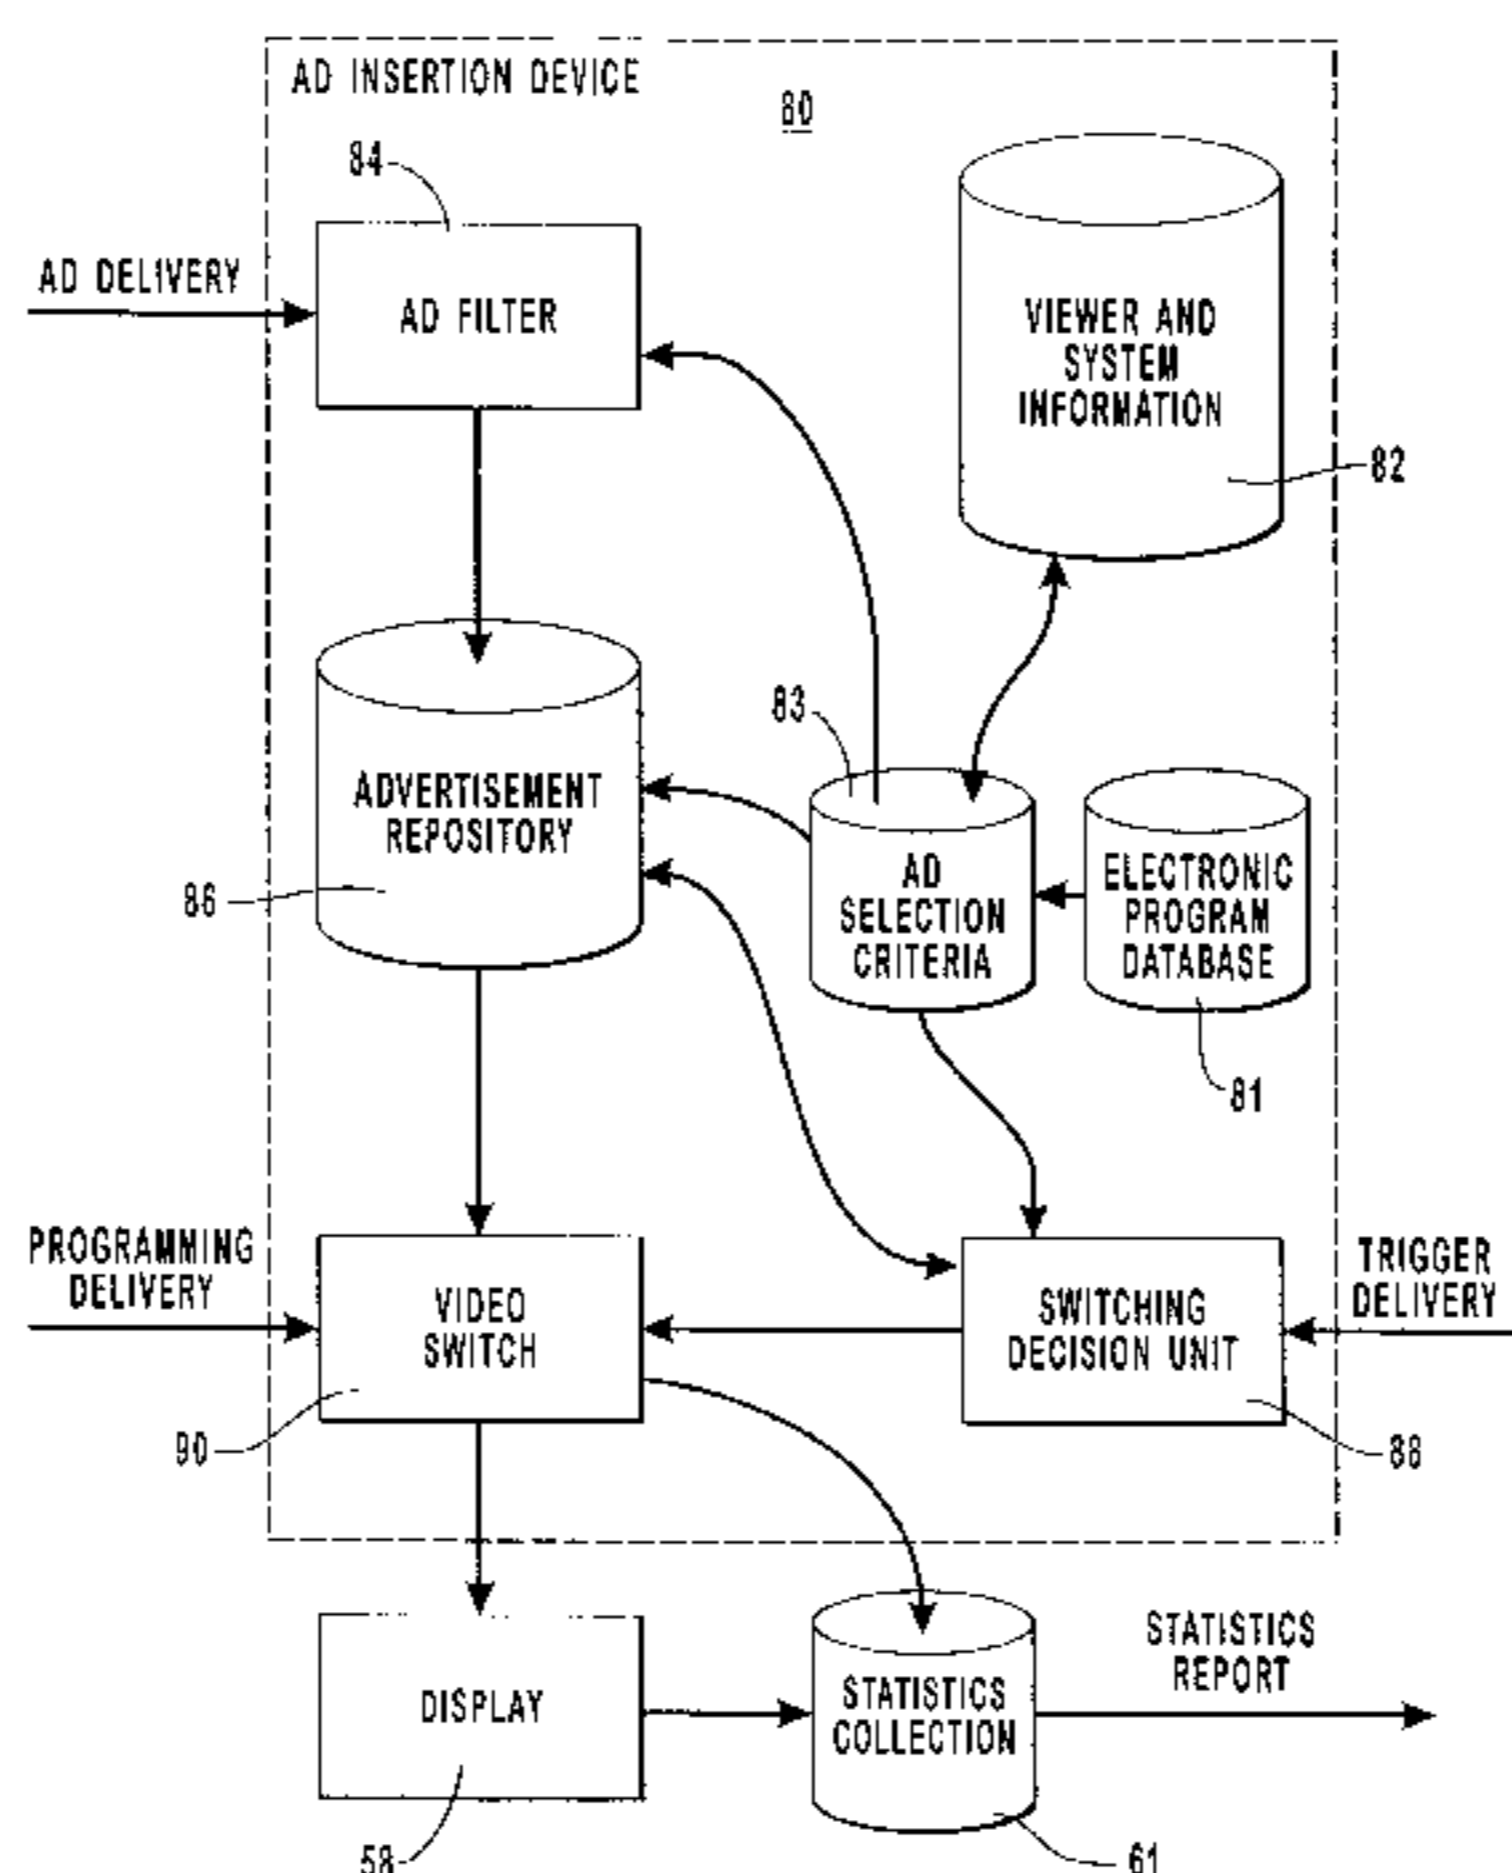 AD INSERTION DEVICE
80
84
AD DELIVERY
AD FILTER
VIEWER AND
SYSTEM
INFORMATION
82
83
ADVERTISEMENT
REPOSITORY
86
AD
SELECTION
CRITERIA
ELECTRONIC
PROGRAM
DATABASE
81
PROGRAMMING
DELIVERY
VIDEO
SWITCH
90
SWITCHING
DECISION UNIT
88
TRIGGER
DELIVERY
DISPLAY
58
STATISTICS
COLLECTION
61
STATISTICS
REPORT